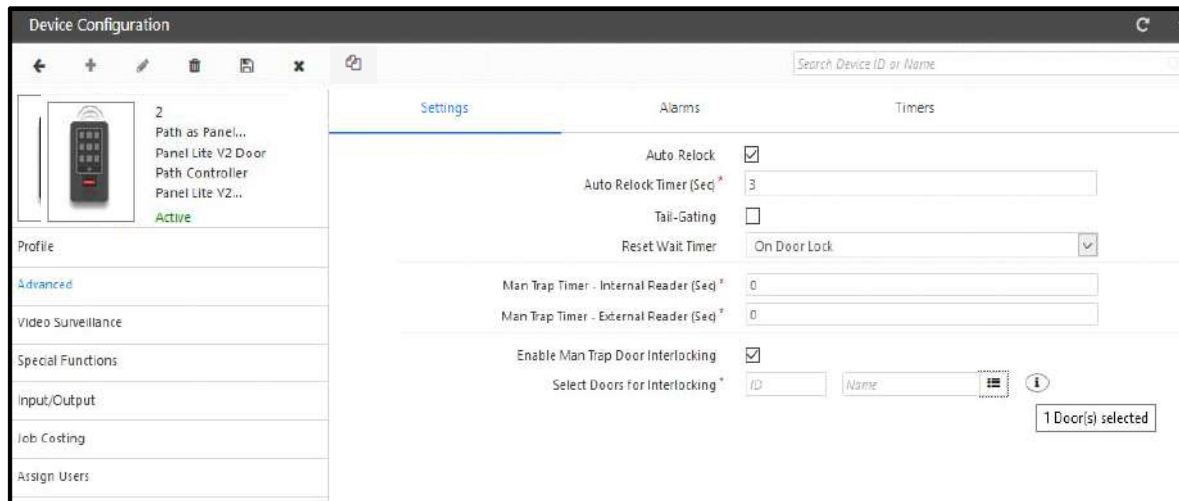 Device Configuration
Search Device ID or Name
2
Path as Panel...
Panel Lite V2 Door
Path Controller
Panel Lite V2...
Active
Profile
Advanced
Video Surveillance
Special Functions
Input/Output
Job Costing
Assign Users
Settings Alarms Timers
Auto Relock
Auto Relock Timer (Sec) * 3
Tail-Gating
Reset Wait Timer On Door Lock
Man Trap Timer - Internal Reader (Sec) * 0
Man Trap Timer - External Reader (Sec) * 0
Enable Man Trap Door Interlocking
Select Doors for Interlocking * ID Name
1 Door(s) selected